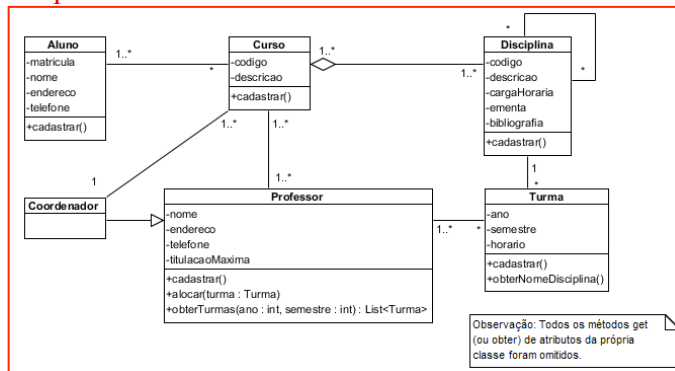 Aluno
-matricula
-nome
-endereco
-telefone
+cadastrar()
1..*
*
Curso
-codigo
-descricao
+cadastrar()
1..*
1..*
Disciplina
-codigo
-descricao
-cargaHoraria
-ementa
-bibliografia
+cadastrar()
*
*
1..*
1..*
1
1..*
1
*
Coordenador
Professor
-nome
-endereco
-telefone
-titulacaoMaxima
+cadastrar()
+alocar(turma : Turma)
+obterTurmas(ano : int, semestre : int) : List<Turma>
1..*
*
Turma
-ano
-semestre
-horario
+cadastrar()
+obterNomeDisciplina()
Observação: Todos os métodos get
(ou obter) de atributos da própria
classe foram omitidos.